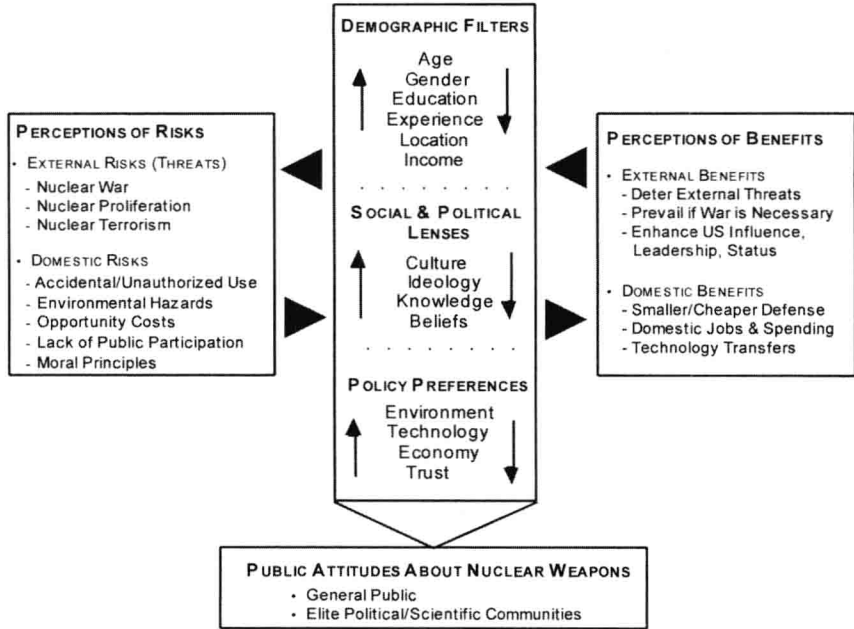 DEMOGRAPHIC FILTERS
Age
Gender
Education
Experience
Location
Income
. . . . . . . . .
SOCIAL & POLITICAL
LENSES
Culture
Ideology
Knowledge
Beliefs
. . . . . . . . .
POLICY PREFERENCES
Environment
Technology
Economy
Trust
PERCEPTIONS OF RISKS
• EXTERNAL RISKS (THREATS)
- Nuclear War
- Nuclear Proliferation
- Nuclear Terrorism
• DOMESTIC RISKS
- Accidental/Unauthorized Use
- Environmental Hazards
- Opportunity Costs
- Lack of Public Participation
- Moral Principles
PERCEPTIONS OF BENEFITS
• EXTERNAL BENEFITS
- Deter External Threats
- Prevail if War is Necessary
- Enhance US Influence,
Leadership, Status
• DOMESTIC BENEFITS
- Smaller/Cheaper Defense
- Domestic Jobs & Spending
- Technology Transfers
PUBLIC ATTITUDES ABOUT NUCLEAR WEAPONS
• General Public
• Elite Political/Scientific Communities